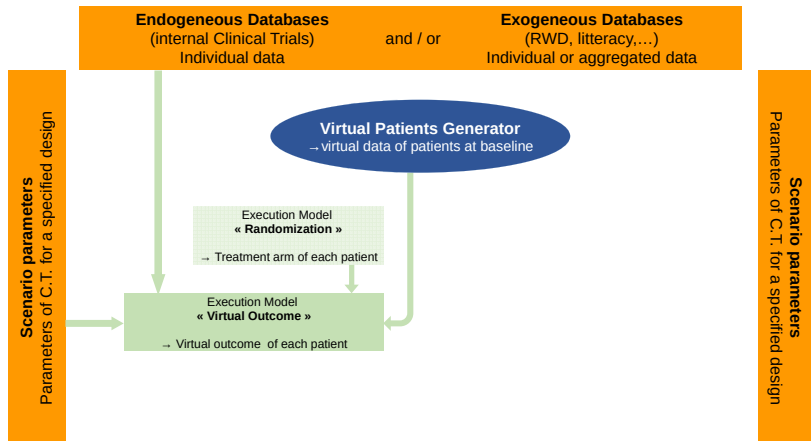 Endogeneous Databases
(internal Clinical Trials)
Individual data
and / or
Exogeneous Databases
(RWD, litteracy,…)
Individual or aggregated data
Scenario parameters
Parameters of C.T. for a specified design
Virtual Patients Generator
→virtual data of patients at baseline
Execution Model
« Randomization »
→ Treatment arm of each patient
Execution Model
« Virtual Outcome »
→ Virtual outcome of each patient
Scenario parameters
Parameters of C.T. for a specified design